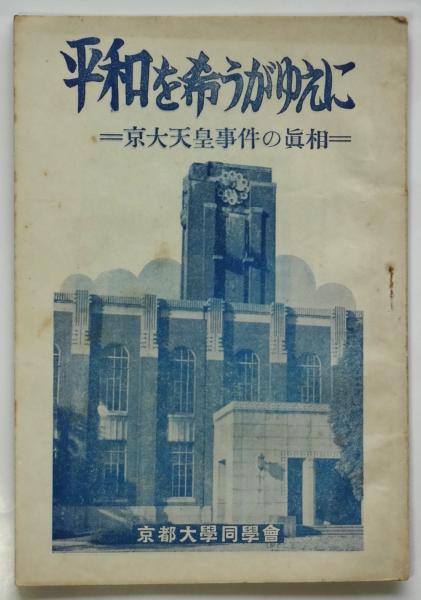 平和を希うがゆえに
=京大天皇事件の眞相=
京都大學同學會